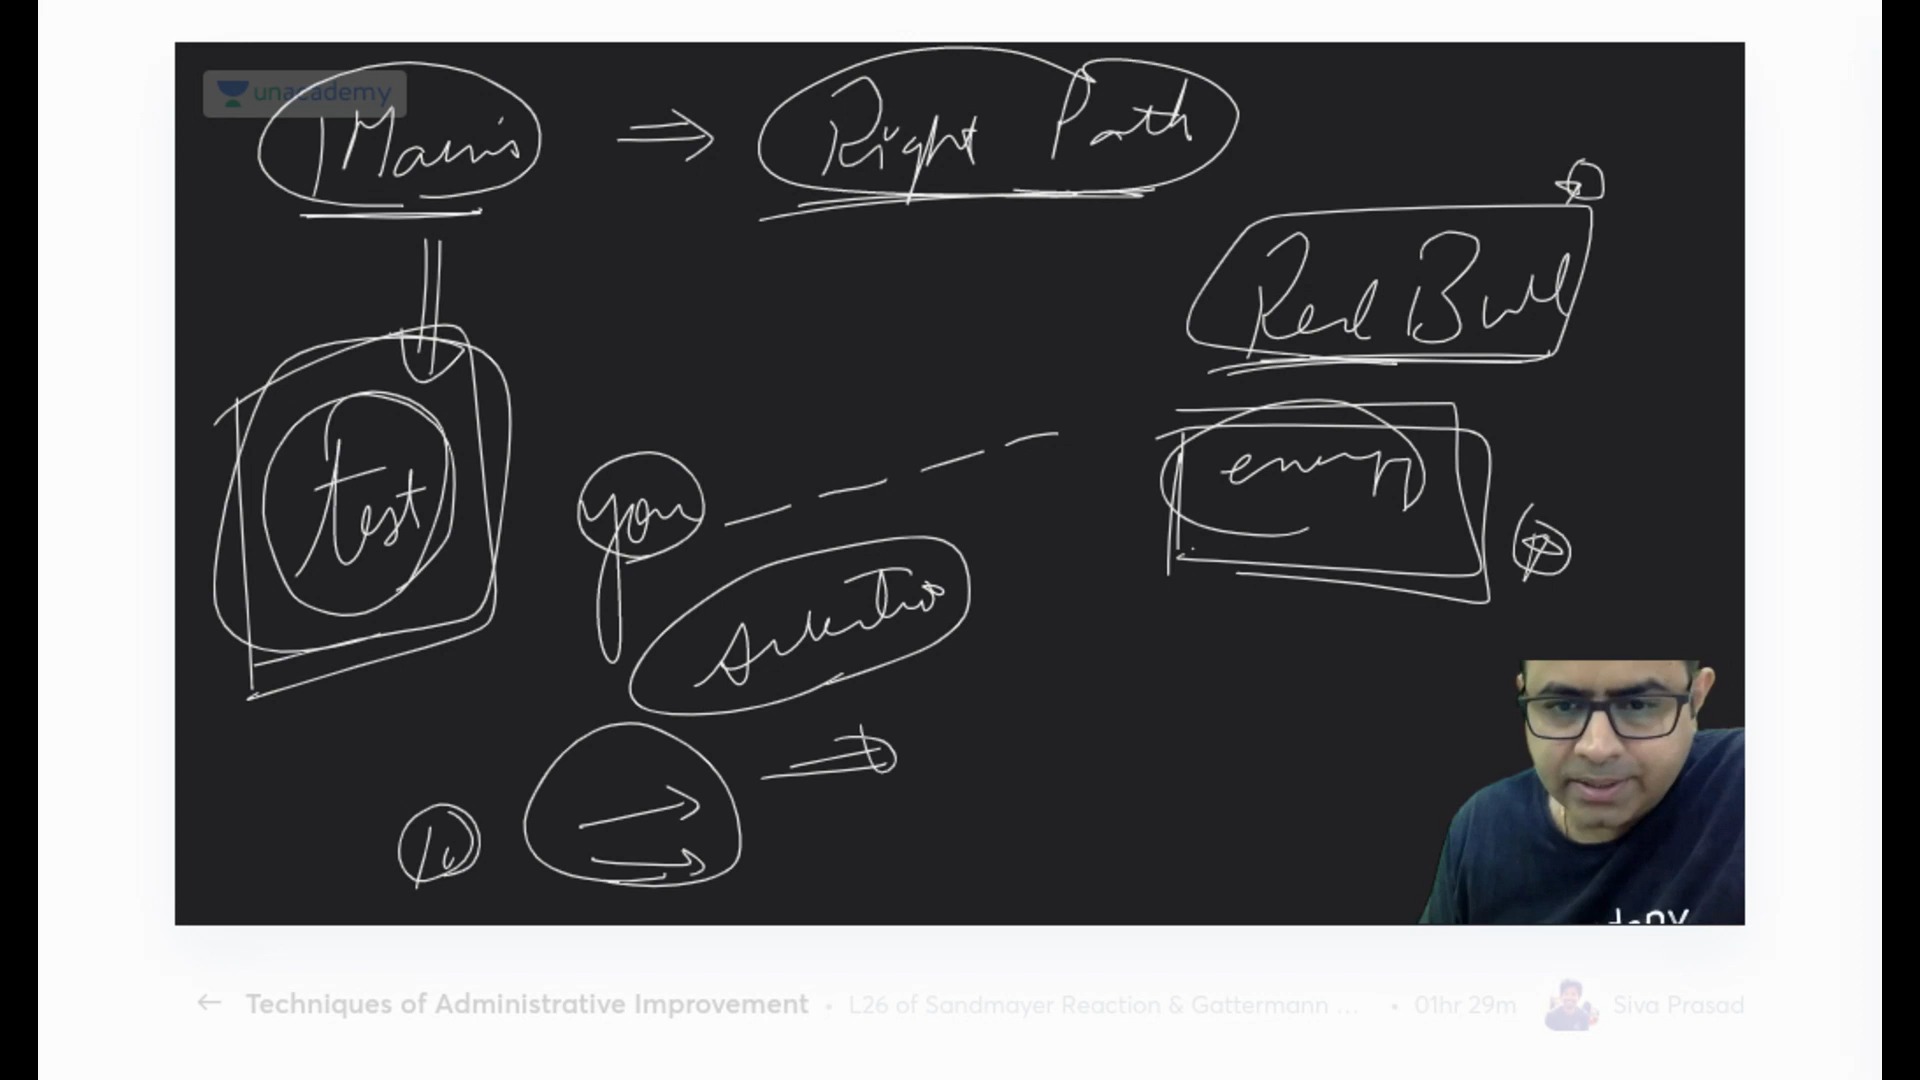 unacademy
Mains ⇒ Right Path
Red Bull
test
you
energy
dony
← Techniques of Administrative Improvement • L26 of Sandmayer Reaction & Gattermann ... • 01hr 29m Siva Prasad